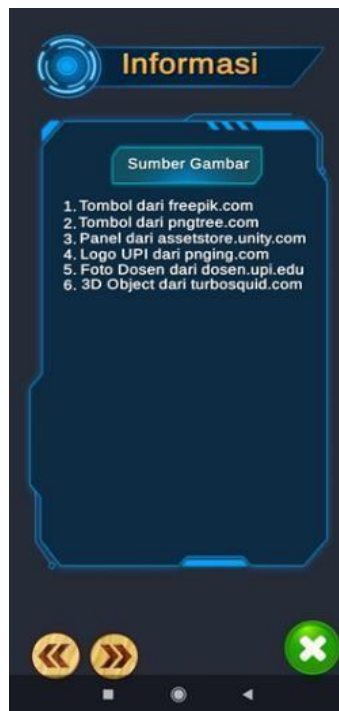 Informasi
Sumber Gambar
1. Tombol dari freepik.com
2. Tombol dari pngtree.com
3. Panel dari assetstore.unity.com
4. Logo UPI dari pnging.com
5. Foto Dosen dari dosen.upi.edu
6. 3D Object dari turbosquid.com